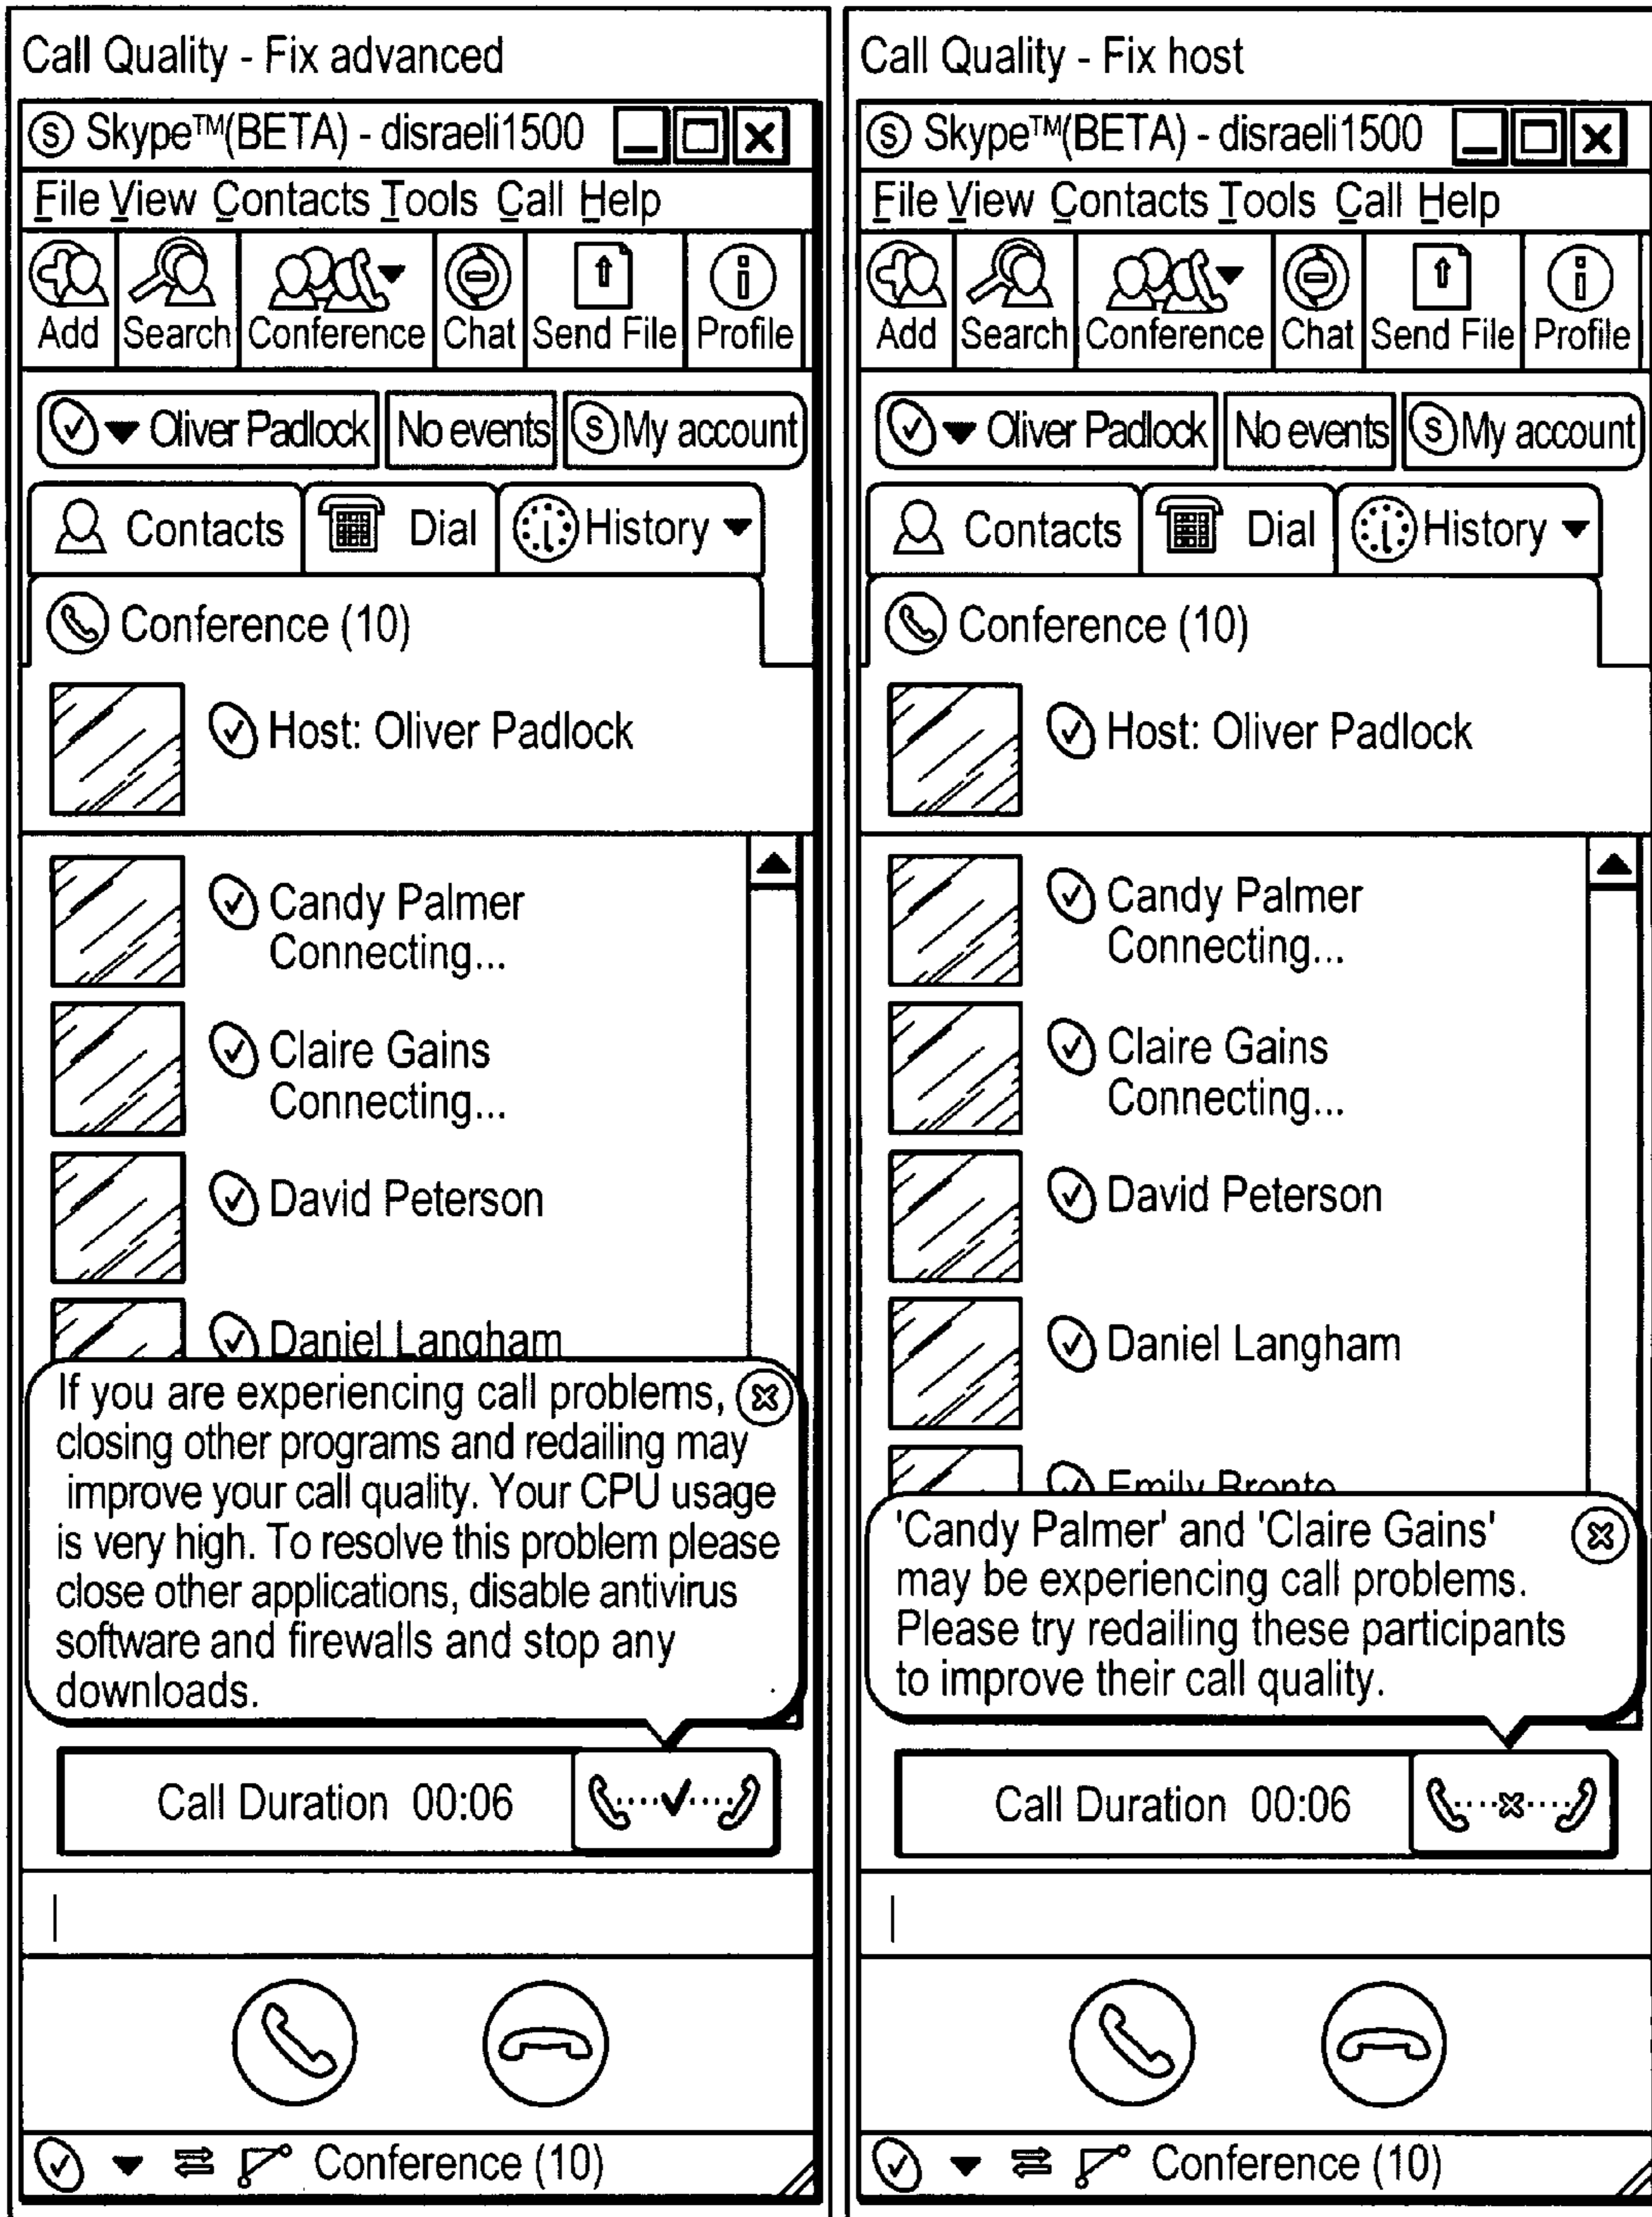 Call Quality - Fix advanced
Ⓢ Skype™(BETA) - disraeli1500
File View Contacts Tools Call Help
Add Search Conference Chat Send File Profile
Oliver Padlock No events Ⓢ My account
Contacts Dial History
Conference (10)
Host: Oliver Padlock
Candy Palmer
Connecting...
Claire Gains
Connecting...
David Peterson
Daniel Langham
If you are experiencing call problems,
closing other programs and redailing may
improve your call quality. Your CPU usage
is very high. To resolve this problem please
close other applications, disable antivirus
software and firewalls and stop any
downloads.
Call Duration 00:06
Conference (10)
Call Quality - Fix host
Ⓢ Skype™(BETA) - disraeli1500
File View Contacts Tools Call Help
Add Search Conference Chat Send File Profile
Oliver Padlock No events Ⓢ My account
Contacts Dial History
Conference (10)
Host: Oliver Padlock
Candy Palmer
Connecting...
Claire Gains
Connecting...
David Peterson
Daniel Langham
Emily Bronte
'Candy Palmer' and 'Claire Gains'
may be experiencing call problems.
Please try redailing these participants
to improve their call quality.
Call Duration 00:06
Conference (10)